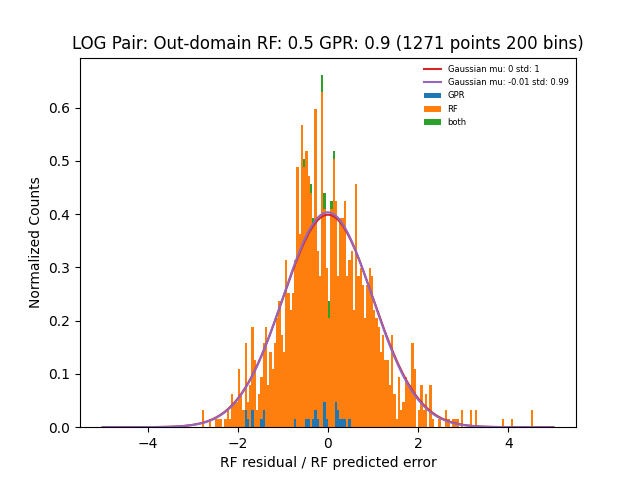 LOG Pair: Out-domain RF: 0.5 GPR: 0.9 (1271 points 200 bins)
Gaussian mu: 0 std: 1
Gaussian mu: -0.01 std: 0.99
GPR
RF
both
Normalized Counts
0.6
0.5
0.4
0.3
0.2
0.1
0.0
−4
−2
0
2
4
RF residual / RF predicted error